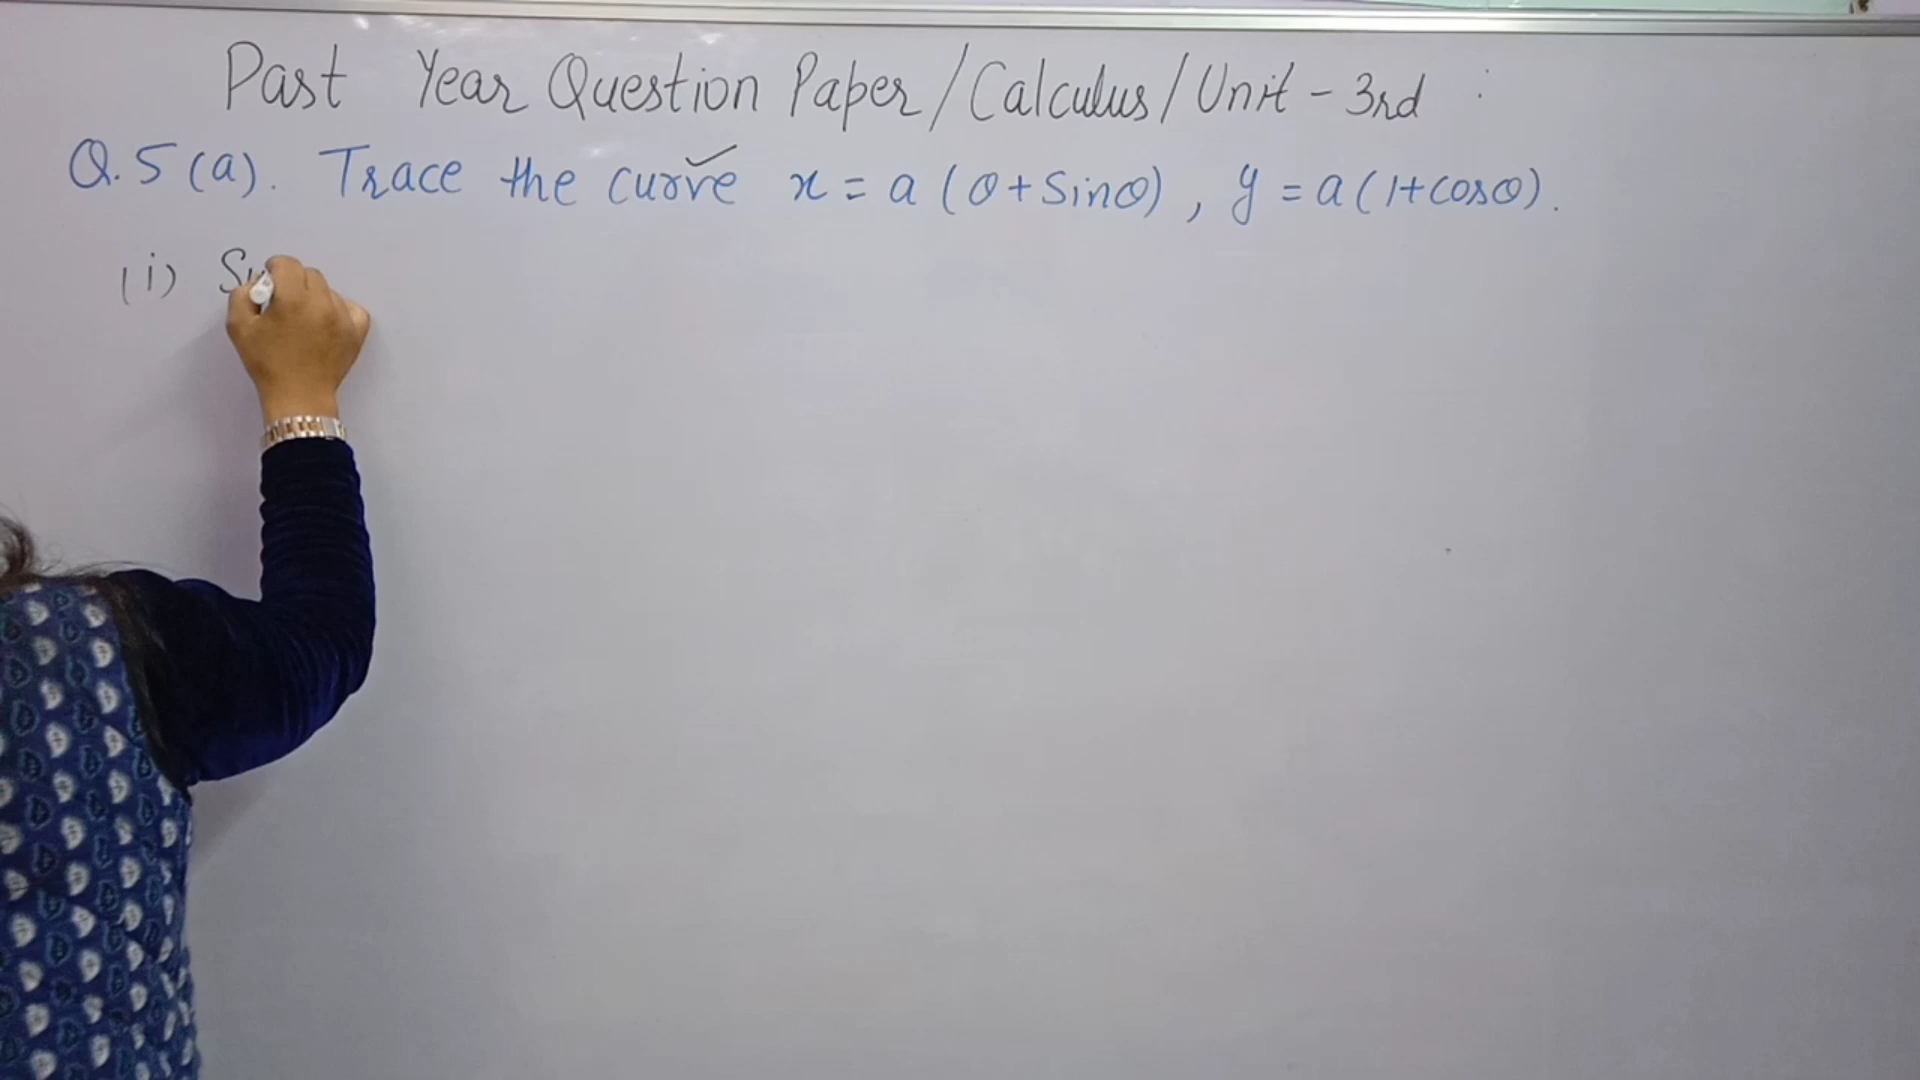 Past Year Question Paper/Calculus/Unit - 3rd :
Q.5 (a). Trace the curve x = a (θ + Sinθ), y = a (1+cosθ).
(i)